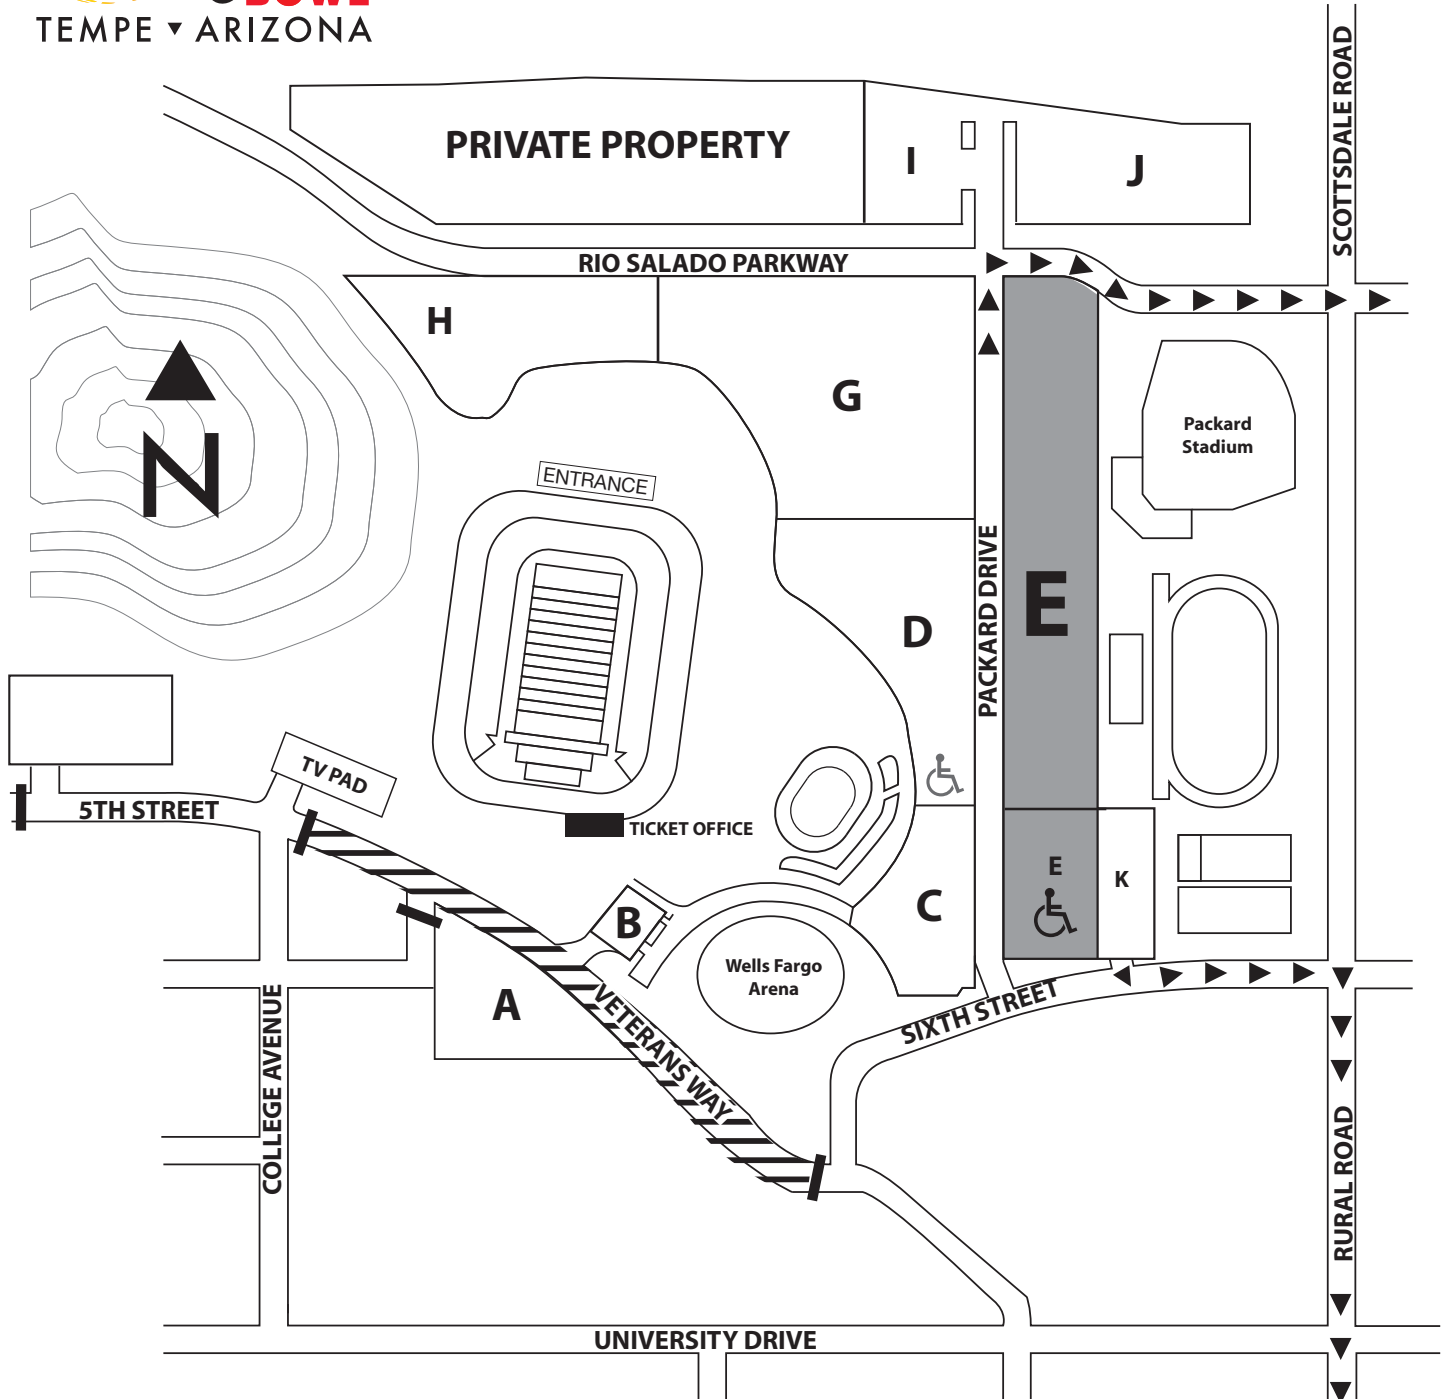 BOWL
TEMPE ▼ ARIZONA
SCOTTSDALE ROAD
PRIVATE PROPERTY
I
J
RIO SALADO PARKWAY
H
G
Packard
Stadium
N
ENTRANCE
PACKARD DRIVE
E
D
TV PAD
5TH STREET
TICKET OFFICE
E
K
C
B
Wells Fargo
Arena
A
VETERANS WAY
SIXTH STREET
COLLEGE AVENUE
RURAL ROAD
UNIVERSITY DRIVE